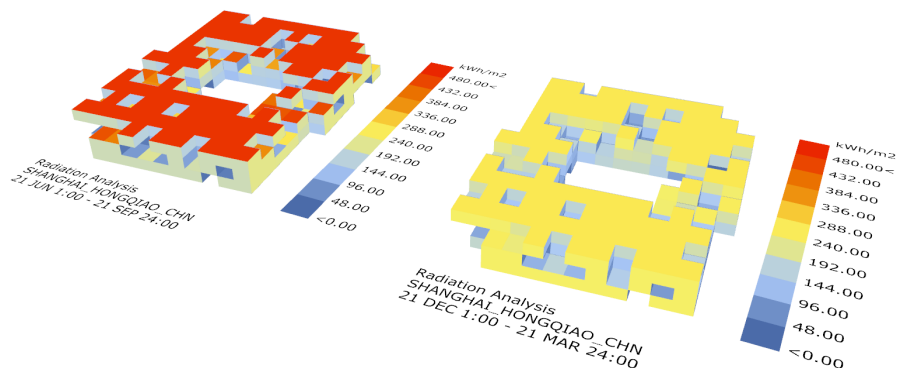 kWh/m2
480.00<
432.00
384.00
336.00
288.00
240.00
192.00
144.00
96.00
48.00
<0.00
Radiation Analysis
SHANGHAI_HONGQIAO_CHN
21 JUN 1:00 - 21 SEP 24:00
kWh/m2
480.00<
432.00
384.00
336.00
288.00
240.00
192.00
144.00
96.00
48.00
<0.00
Radiation Analysis
SHANGHAI_HONGQIAO_CHN
21 DEC 1:00 - 21 MAR 24:00